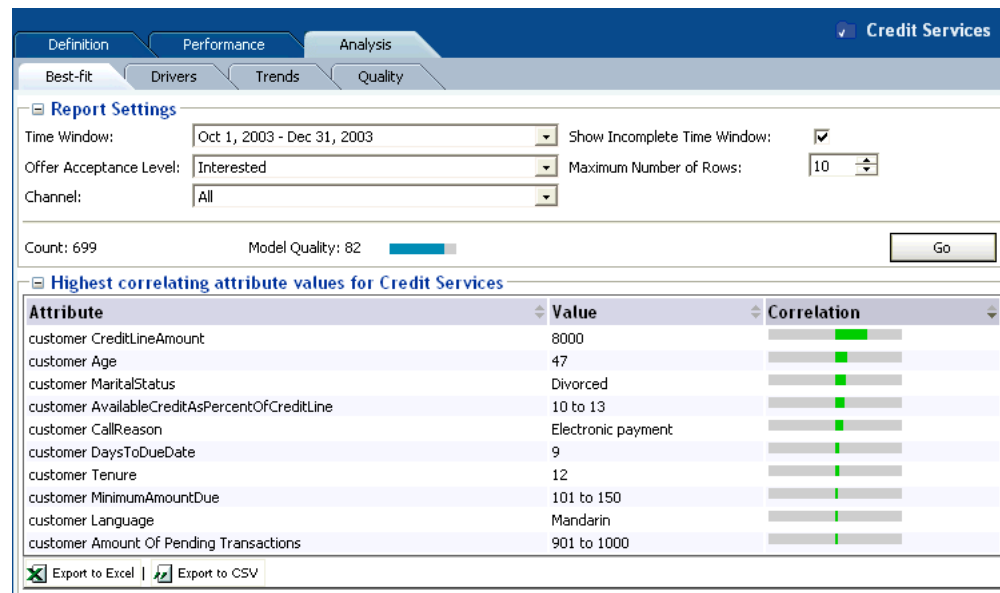 Credit Services
Definition Performance Analysis
Best-fit Drivers Trends Quality
Report Settings
Time Window: Oct 1, 2003 - Dec 31, 2003 Show Incomplete Time Window:
Offer Acceptance Level: Interested Maximum Number of Rows: 10
Channel: All
Count: 699 Model Quality: 82 Go
Highest correlating attribute values for Credit Services
Attribute Value Correlation
customer CreditLineAmount 8000
customer Age 47
customer MaritalStatus Divorced
customer AvailableCreditAsPercentOfCreditLine 10 to 13
customer CallReason Electronic payment
customer DaysToDueDate 9
customer Tenure 12
customer MinimumAmountDue 101 to 150
customer Language Mandarin
customer Amount Of Pending Transactions 901 to 1000
Export to Excel | Export to CSV